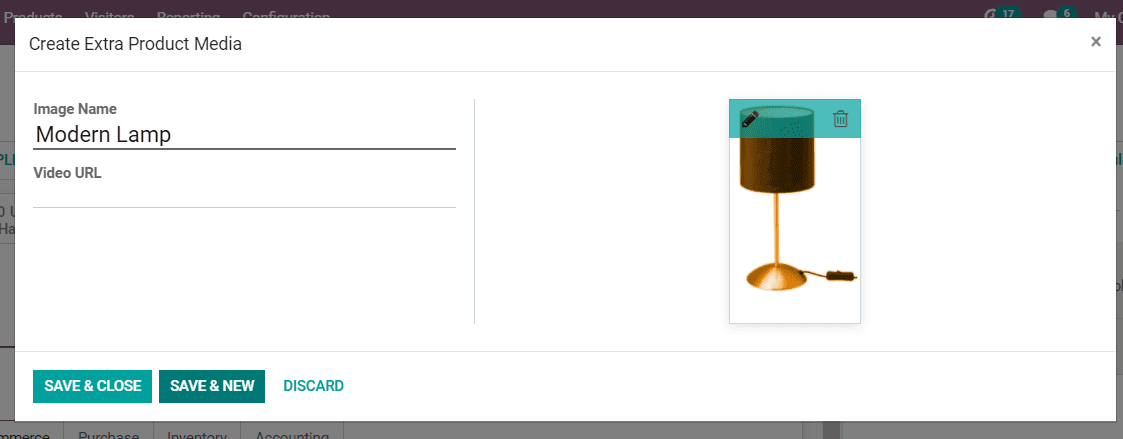 Products Visitors Reporting Configuration 17 6 My
Create Extra Product Media ×
Image Name
Modern Lamp
Video URL
SAVE & CLOSE SAVE & NEW DISCARD
Purchase Inventory Accounting